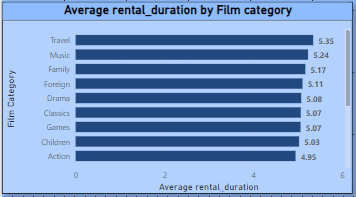 Average rental_duration by Film category
Film Category
Travel 5.35
Music 5.24
Family 5.17
Foreign 5.11
Drama 5.08
Classics 5.07
Games 5.07
Children 5.03
Action 4.95
0 2 4 6
Average rental_duration